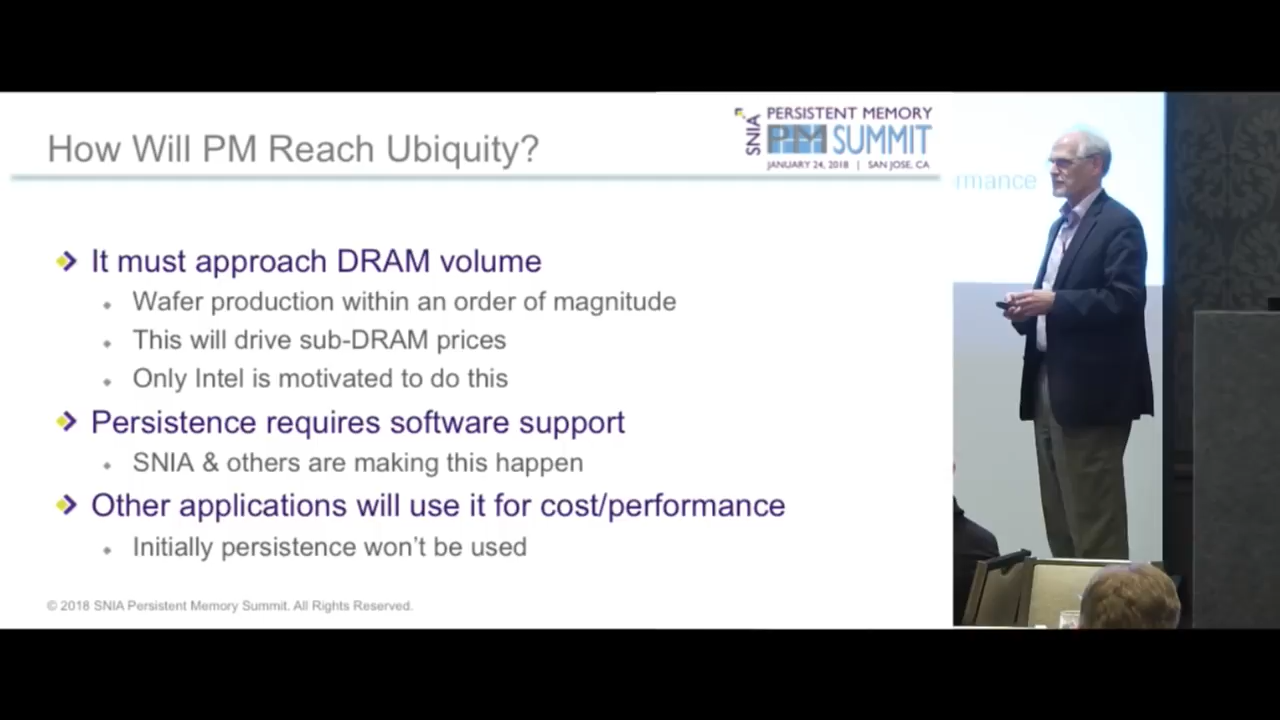 How Will PM Reach Ubiquity?
SNIA
PERSISTENT MEMORY
PM SUMMIT
JANUARY 24, 2018 | SAN JOSE, CA
rmance
It must approach DRAM volume
Wafer production within an order of magnitude
This will drive sub-DRAM prices
Only Intel is motivated to do this
Persistence requires software support
SNIA & others are making this happen
Other applications will use it for cost/performance
Initially persistence won’t be used
© 2018 SNIA Persistent Memory Summit. All Rights Reserved.